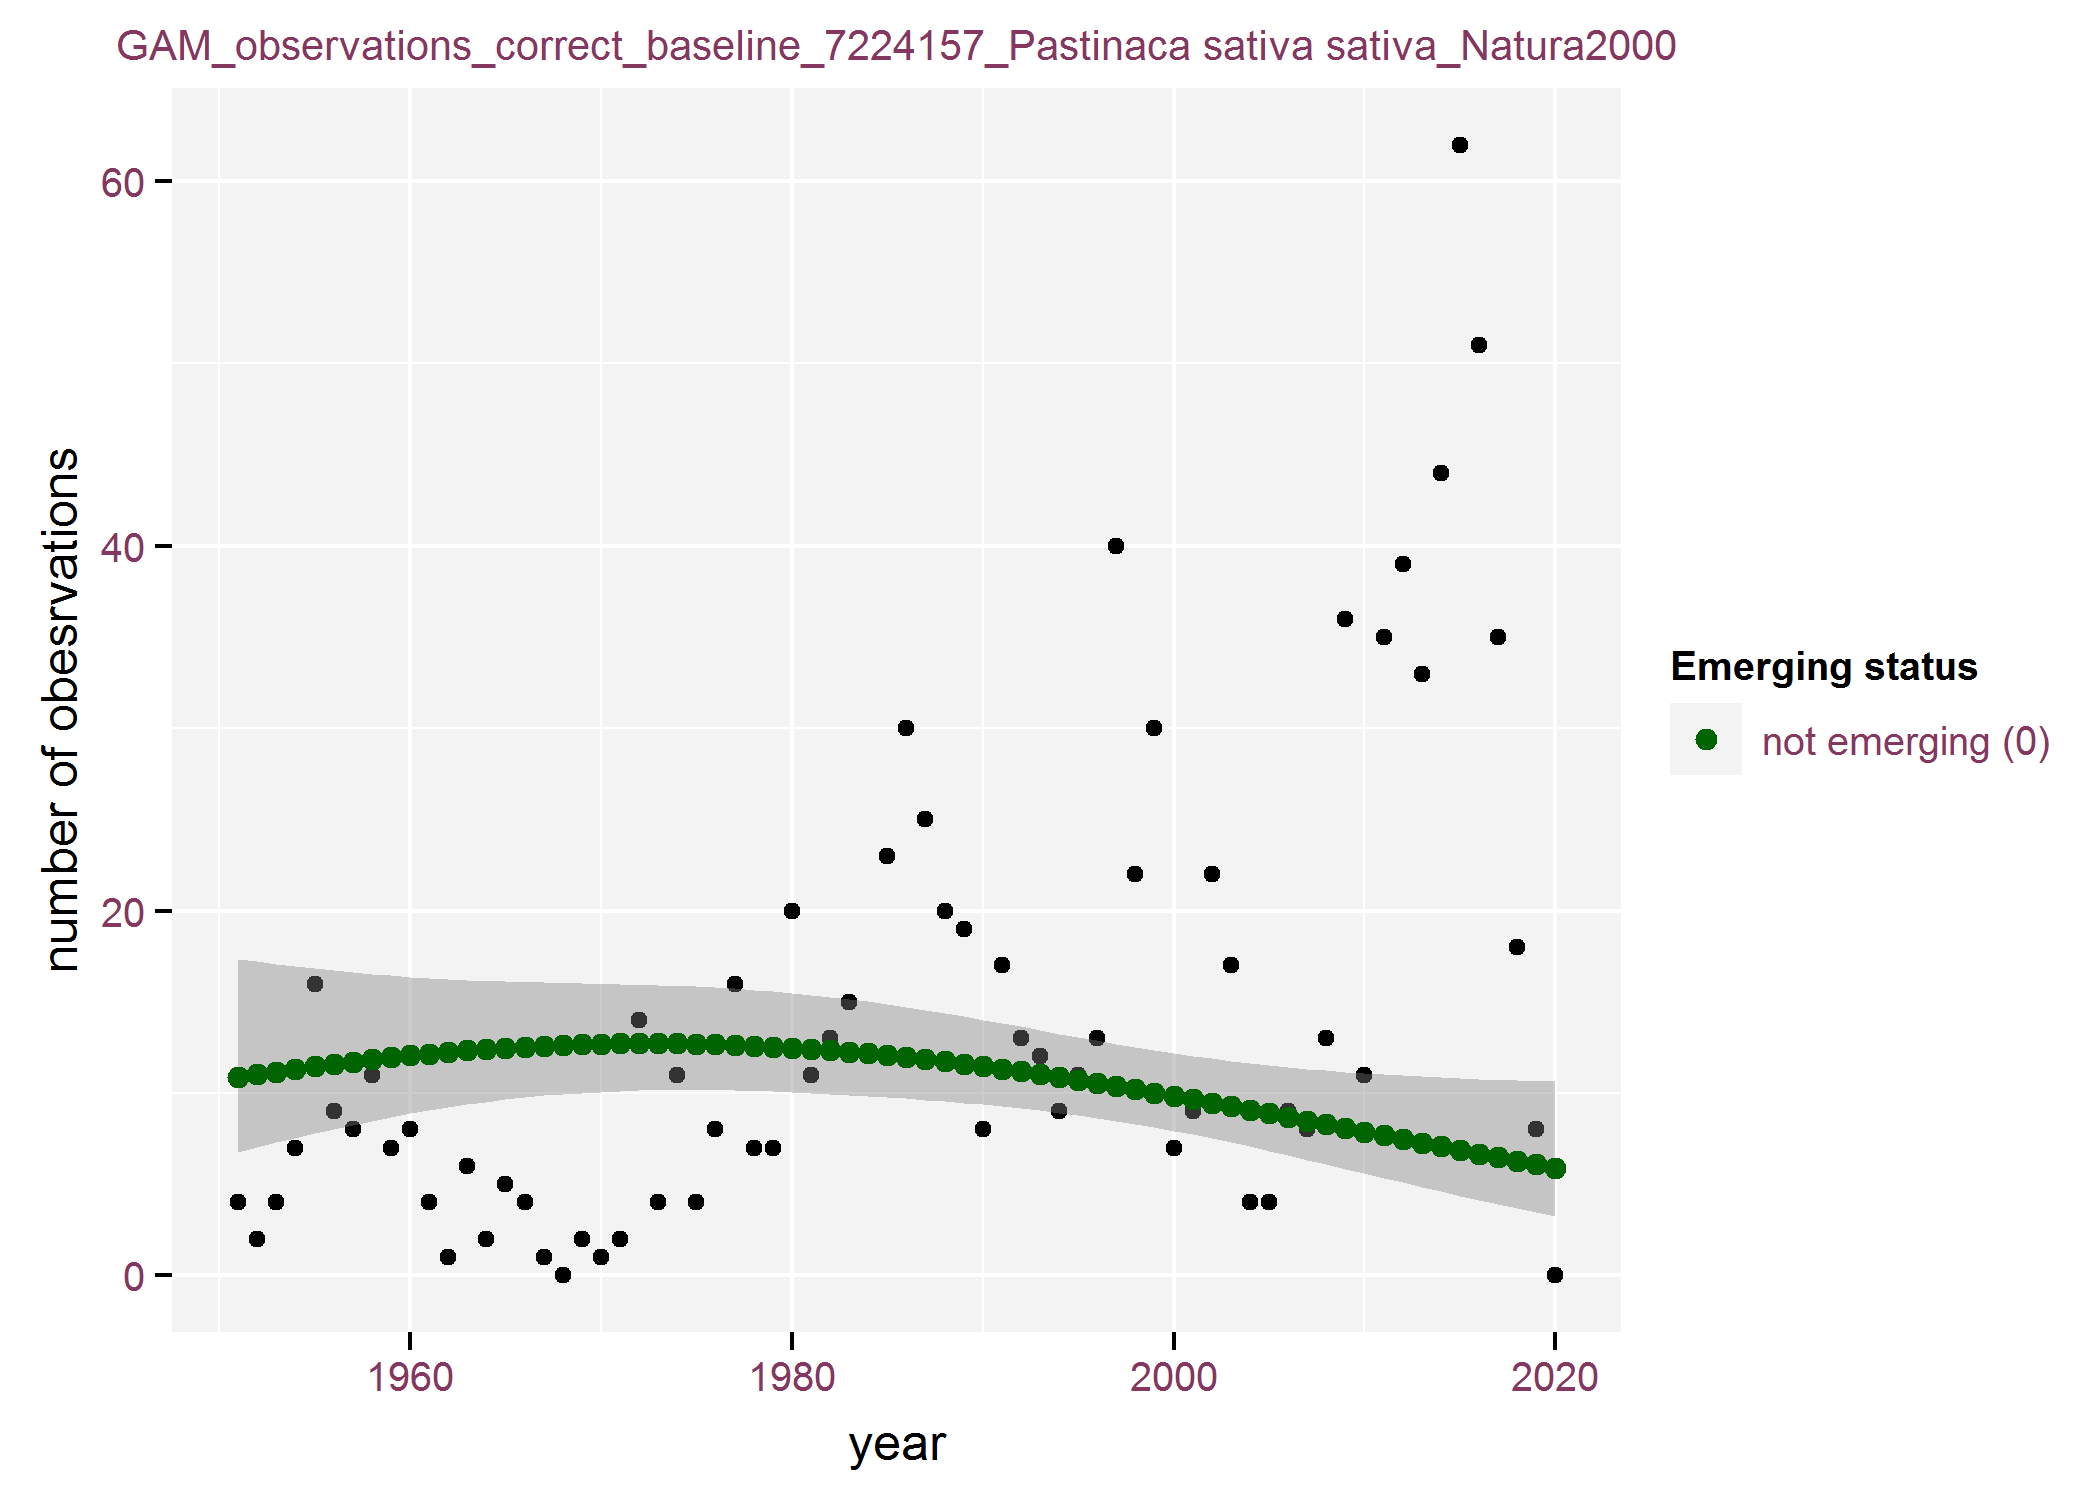 GAM_observations_correct_baseline_7224157_Pastinaca sativa sativa_Natura2000
60
40
20
0
number of obesrvations
1960
1980
2000
2020
year
Emerging status
not emerging (0)